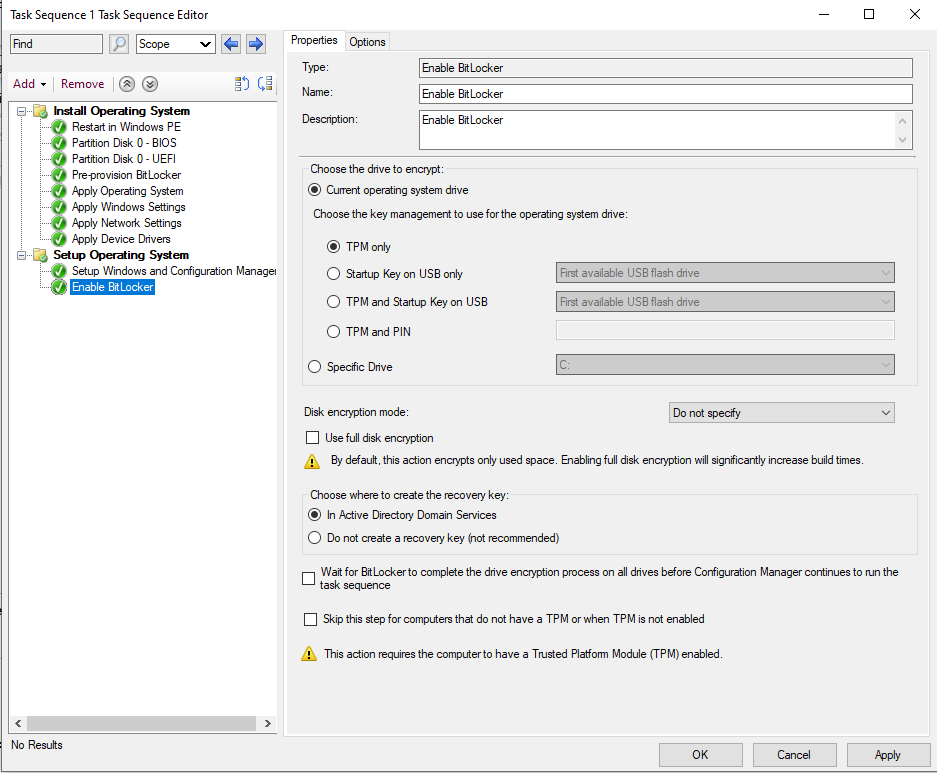 Task Sequence 1 Task Sequence Editor
Find
Scope
Add
Remove
Install Operating System
Restart in Windows PE
Partition Disk 0 - BIOS
Partition Disk 0 - UEFI
Pre-provision BitLocker
Apply Operating System
Apply Windows Settings
Apply Network Settings
Apply Device Drivers
Setup Operating System
Setup Windows and Configuration Manager
Enable BitLocker
No Results
Properties
Options
Type:
Enable BitLocker
Name:
Enable BitLocker
Description:
Enable BitLocker
Choose the drive to encrypt:
Current operating system drive
Choose the key management to use for the operating system drive:
TPM only
Startup Key on USB only
First available USB flash drive
TPM and Startup Key on USB
First available USB flash drive
TPM and PIN
Specific Drive
C:
Disk encryption mode:
Do not specify
Use full disk encryption
By default, this action encrypts only used space. Enabling full disk encryption will significantly increase build times.
Choose where to create the recovery key:
In Active Directory Domain Services
Do not create a recovery key (not recommended)
Wait for BitLocker to complete the drive encryption process on all drives before Configuration Manager continues to run the
task sequence
Skip this step for computers that do not have a TPM or when TPM is not enabled
This action requires the computer to have a Trusted Platform Module (TPM) enabled.
OK
Cancel
Apply